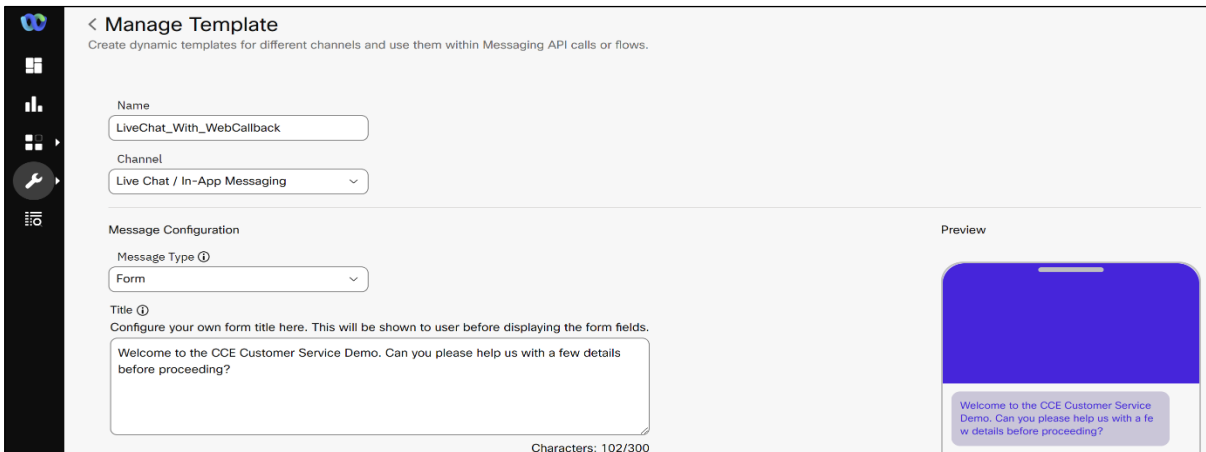 Manage Template
Create dynamic templates for different channels and use them within Messaging API calls or flows.
Name
LiveChat_With_WebCallback
Channel
Live Chat / In-App Messaging
Message Configuration
Preview
Message Type
Form
Title
Configure your own form title here. This will be shown to user before displaying the form fields.
Welcome to the CCE Customer Service Demo. Can you please help us with a few details
before proceeding?
Characters: 102/300
Welcome to the CCE Customer Service
Demo. Can you please help us with a fe
w details before proceeding?